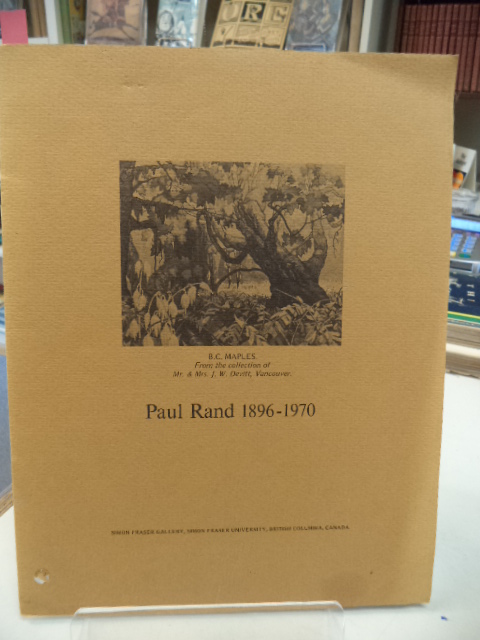 B.C. MAPLES.
From the collection of
Mr. & Mrs. J. W. Devitt, Vancouver.
Paul Rand 1896-1970
SIMON FRASER GALLERY, SIMON FRASER UNIVERSITY, BRITISH COLUMBIA, CANADA